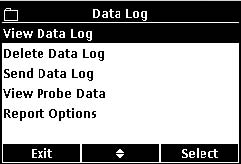 Data Log
View Data Log
Delete Data Log
Send Data Log
View Probe Data
Report Options
Exit
Select